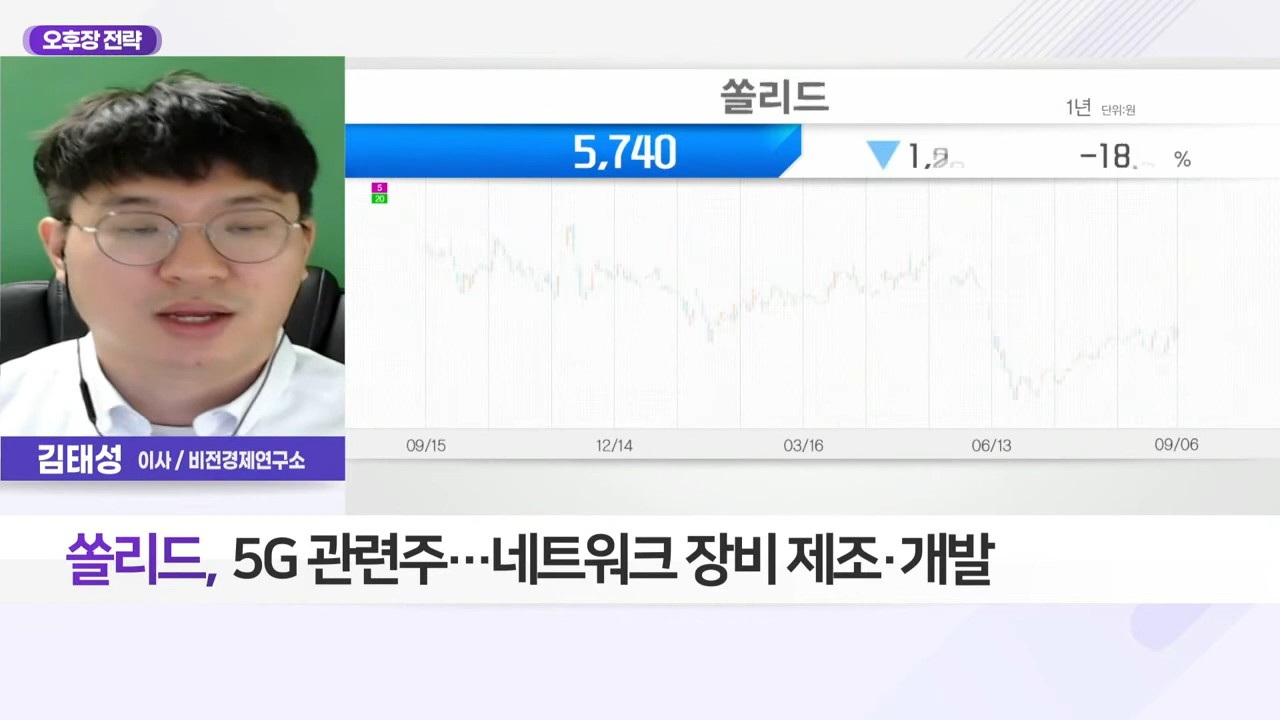 오후장 전략
쏠리드
1년 단위:원
5,740 ▼ %
5
20
09/15 12/14 03/16 06/13 09/06
김태성 이사 / 비전경제연구소
쏠리드, 5G 관련주…네트워크 장비 제조·개발